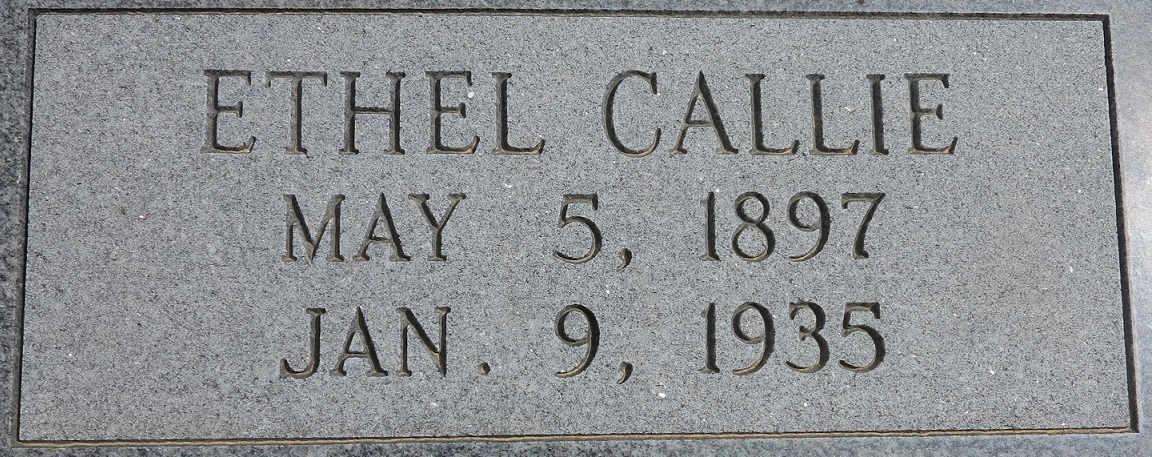 ETHEL CALLIE
MAY 5, 1897
JAN. 9, 1935